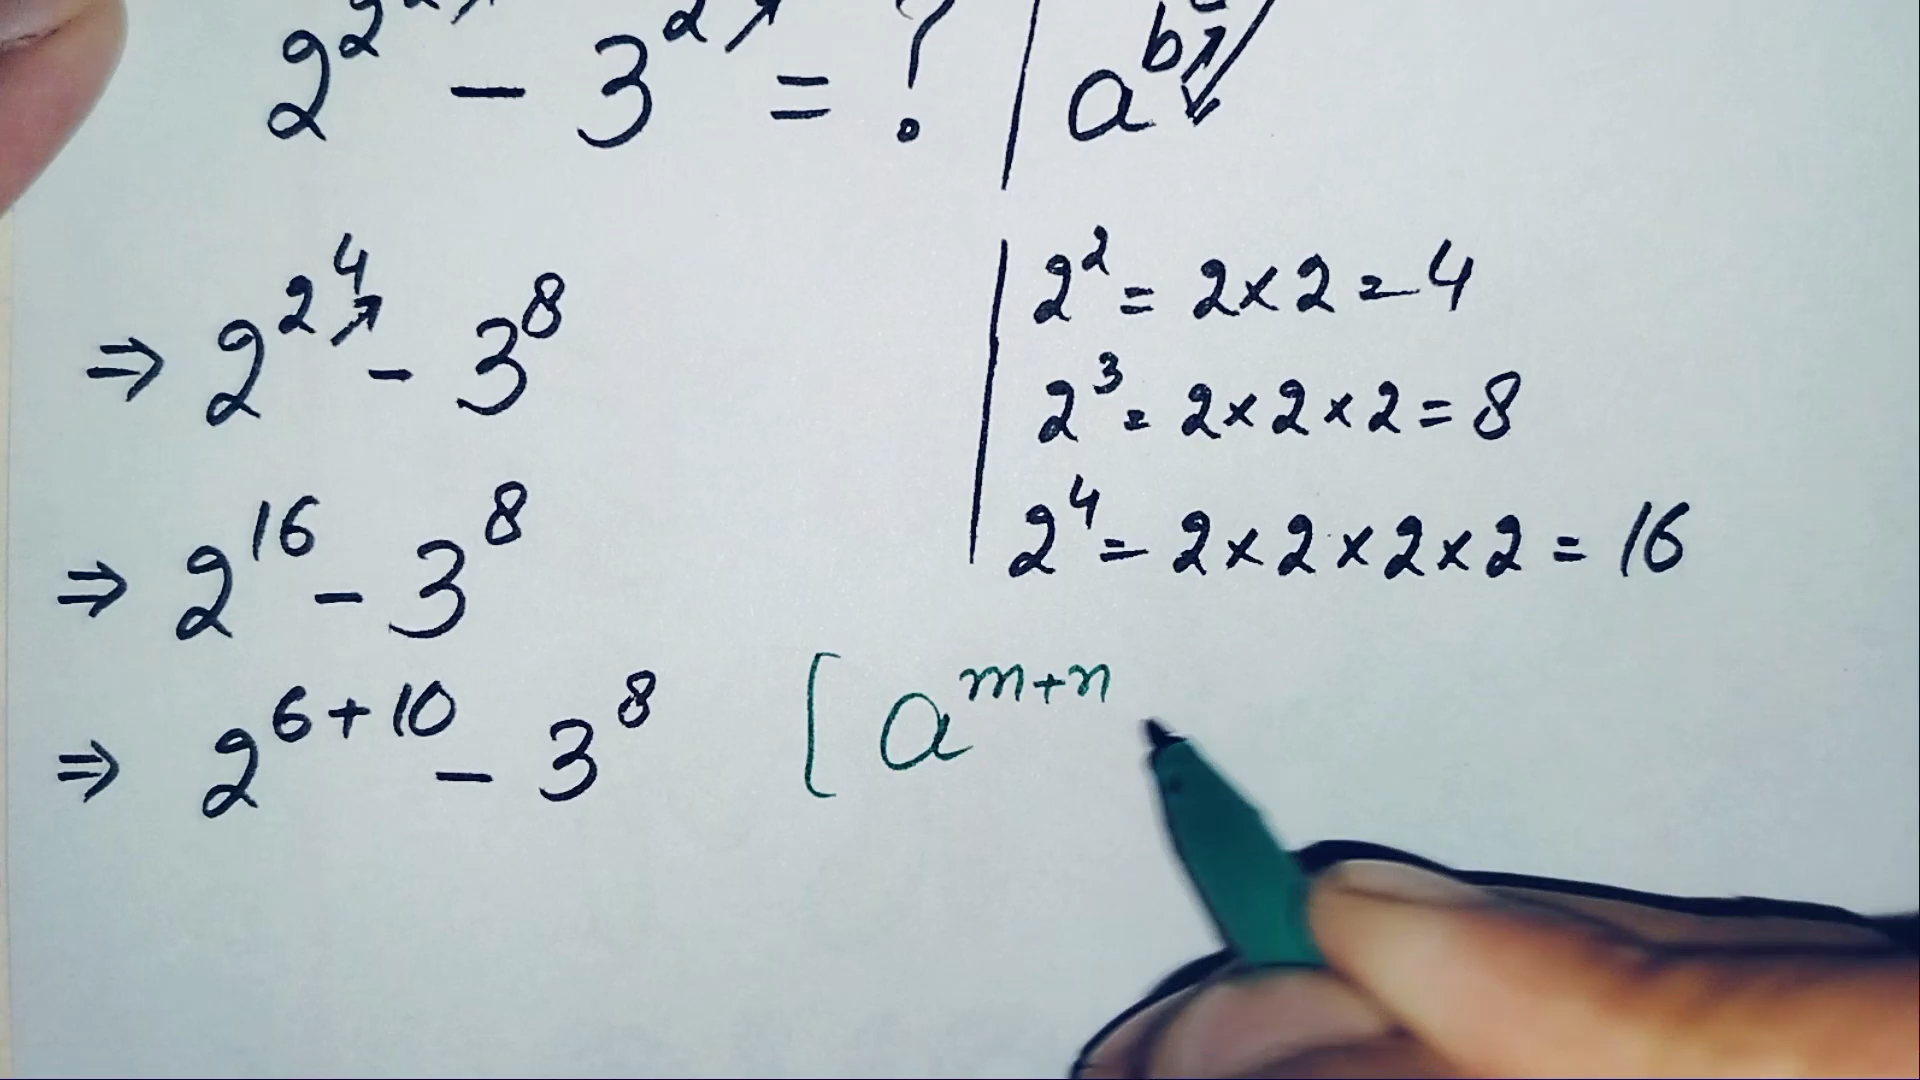 2^2^2 - 3^2 = ? | a^b
⇒ 2^2^4 - 3^8
2^2 = 2 × 2 = 4
2^3 = 2 × 2 × 2 = 8
⇒ 2^16 - 3^8
2^4 = 2 × 2 × 2 × 2 = 16
⇒ 2^6+10 - 3^8 [ a^m+n